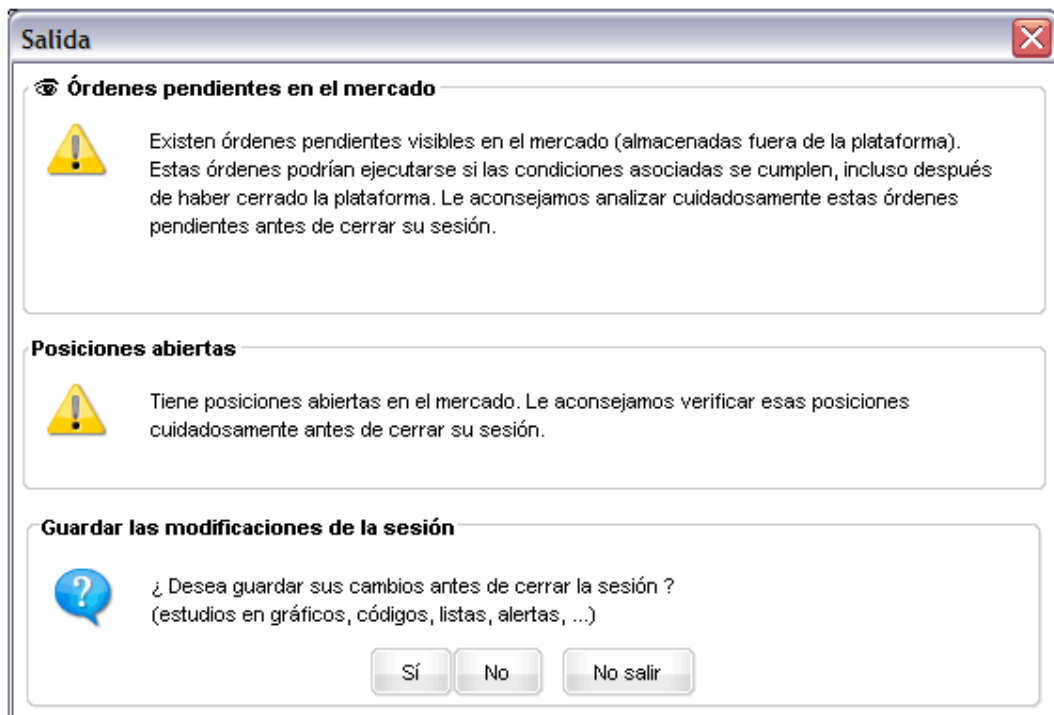 Salida
Órdenes pendientes en el mercado
Existen órdenes pendientes visibles en el mercado (almacenadas fuera de la plataforma).
Estas órdenes podrían ejecutarse si las condiciones asociadas se cumplen, incluso después
de haber cerrado la plataforma. Le aconsejamos analizar cuidadosamente estas órdenes
pendientes antes de cerrar su sesión.
Posiciones abiertas
Tiene posiciones abiertas en el mercado. Le aconsejamos verificar esas posiciones
cuidadosamente antes de cerrar su sesión.
Guardar las modificaciones de la sesión
¿ Desea guardar sus cambios antes de cerrar la sesión ?
(estudios en gráficos, códigos, listas, alertas, ...)
Sí No No salir